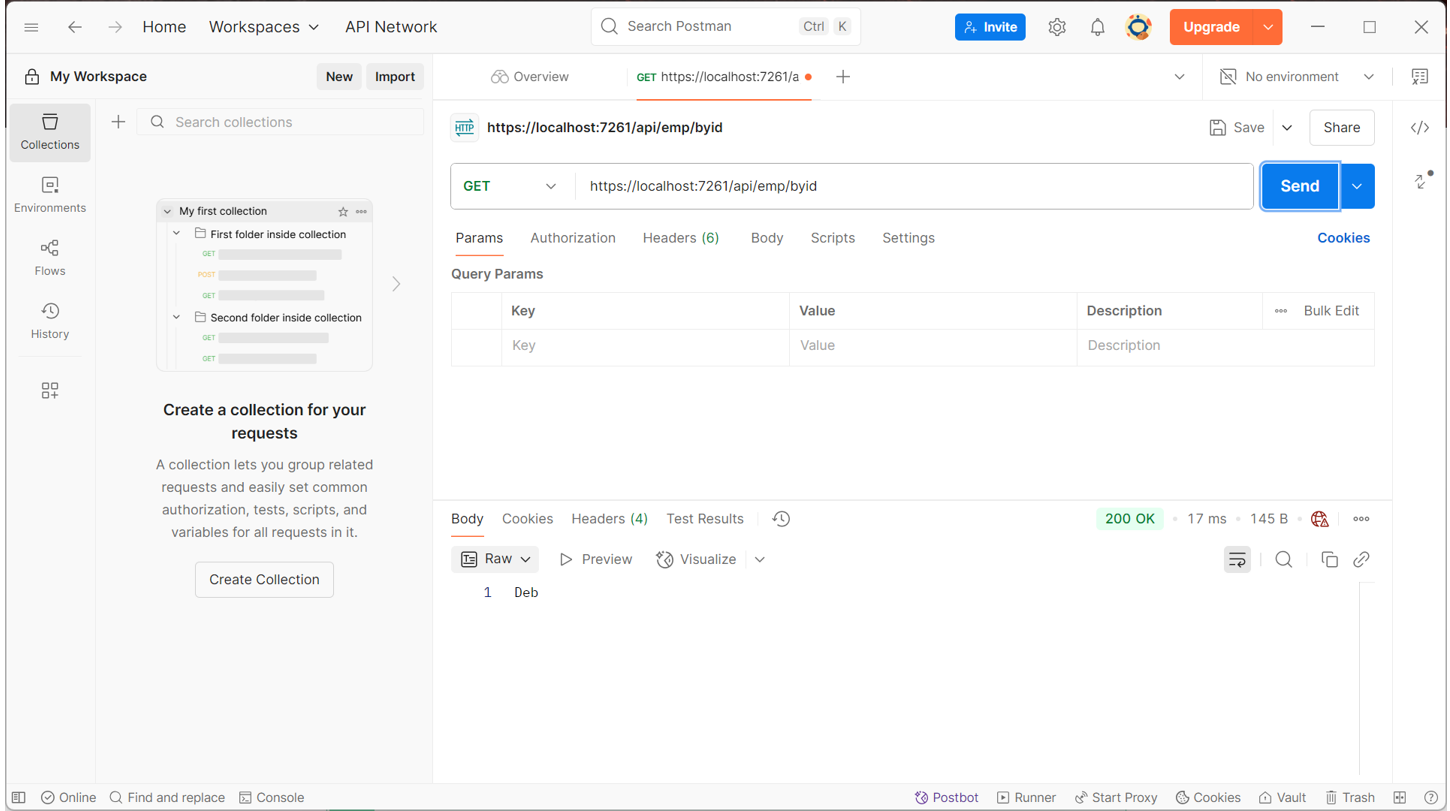 Home Workspaces API Network Search Postman Ctrl K Invite Upgrade
My Workspace New Import Overview GET https://localhost:7261/a No environment
Collections
Search collections
HTTP https://localhost:7261/api/emp/byid Save Share
GET https://localhost:7261/api/emp/byid Send
Environments
Flows
History
My first collection
First folder inside collection
GET
POST
GET
Second folder inside collection
GET
GET
Create a collection for your
requests
A collection lets you group related
requests and easily set common
authorization, tests, scripts, and
variables for all requests in it.
Create Collection
Params Authorization Headers (6) Body Scripts Settings Cookies
Query Params
Key Value Description Bulk Edit
Key Value Description
Body Cookies Headers (4) Test Results 200 OK 17 ms 145 B
Raw Preview Visualize
1 Deb
Online Find and replace Console Postbot Runner Start Proxy Cookies Vault Trash